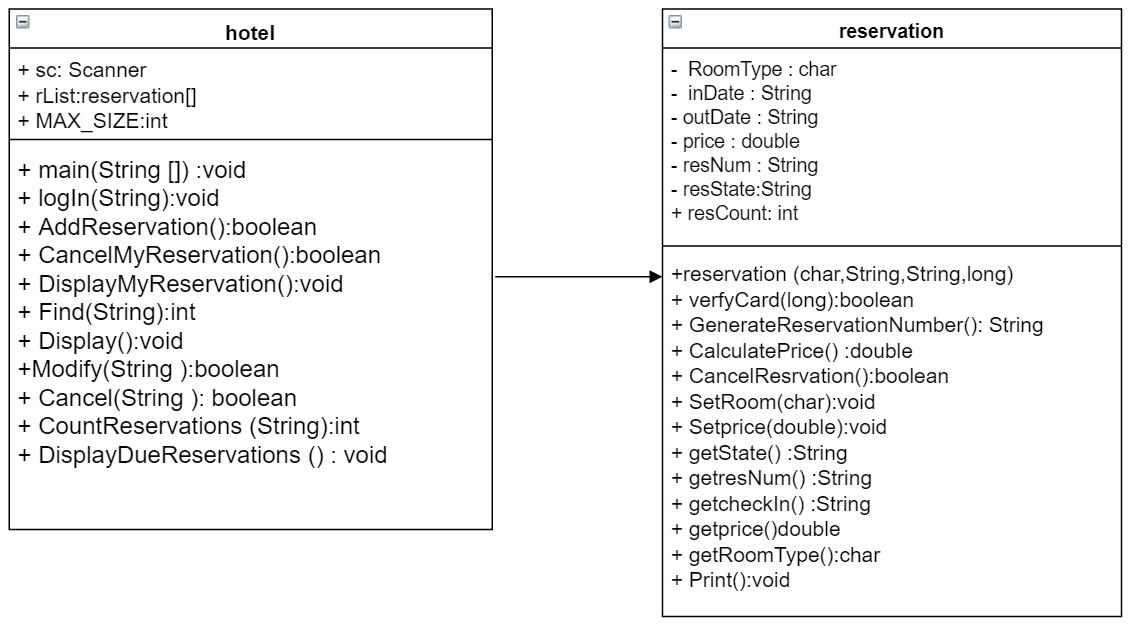 hotel
+ sc: Scanner
+ rList:reservation[]
+ MAX_SIZE:int
+ main(String []) :void
+ logIn(String):void
+ AddReservation():boolean
+ CancelMyReservation():boolean
+ DisplayMyReservation():void
+ Find(String):int
+ Display():void
+Modify(String ):boolean
+ Cancel(String ): boolean
+ CountReservations (String):int
+ DisplayDueReservations () : void
reservation
- RoomType : char
- inDate : String
- outDate : String
- price : double
- resNum : String
- resState:String
+ resCount: int
+reservation (char,String,String,long)
+ verfyCard(long):boolean
+ GenerateReservationNumber(): String
+ CalculatePrice() :double
+ CancelResrvation():boolean
+ SetRoom(char):void
+ Setprice(double):void
+ getState() :String
+ getresNum() :String
+ getcheckIn() :String
+ getprice()double
+ getRoomType():char
+ Print():void